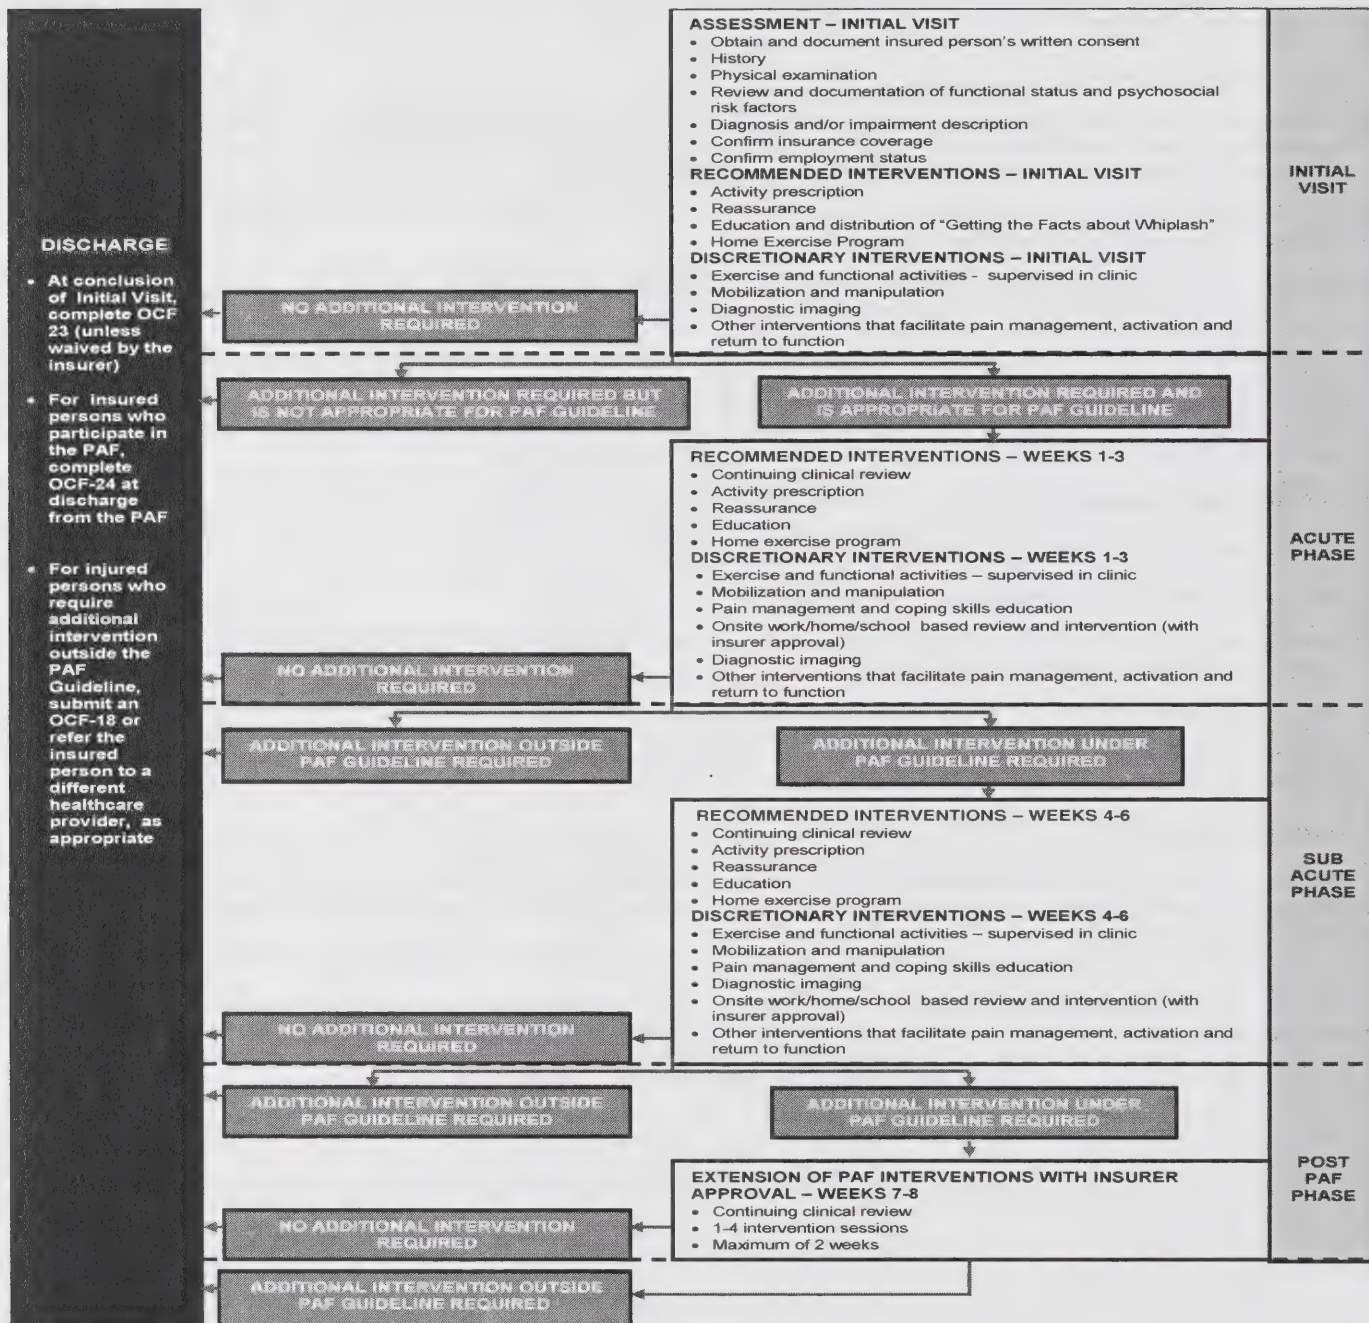 DISCHARGE
• At conclusion
of Initial Visit,
complete OCF
23 (unless
waived by the
insurer)
• For insured
persons who
participate in
the PAF,
complete
OCF-24 at
discharge
from the PAF
• For injured
persons who
require
additional
intervention
outside the
PAF
Guideline,
submit an
OCF-18 or
refer the
insured
person to a
different
healthcare
provider, as
appropriate
ASSESSMENT – INITIAL VISIT
• Obtain and document insured person's written consent
• History
• Physical examination
• Review and documentation of functional status and psychosocial
risk factors
• Diagnosis and/or impairment description
• Confirm insurance coverage
• Confirm employment status
RECOMMENDED INTERVENTIONS – INITIAL VISIT
• Activity prescription
• Reassurance
• Education and distribution of "Getting the Facts about Whiplash"
• Home Exercise Program
DISCRETIONARY INTERVENTIONS – INITIAL VISIT
• Exercise and functional activities - supervised in clinic
• Mobilization and manipulation
• Diagnostic imaging
• Other interventions that facilitate pain management, activation and
return to function
INITIAL
VISIT
NO ADDITIONAL INTERVENTION
REQUIRED
ADDITIONAL INTERVENTION REQUIRED BUT
IS NOT APPROPRIATE FOR PAF GUIDELINE
ADDITIONAL INTERVENTION REQUIRED AND
IS APPROPRIATE FOR PAF GUIDELINE
RECOMMENDED INTERVENTIONS – WEEKS 1-3
• Continuing clinical review
• Activity prescription
• Reassurance
• Education
• Home exercise program
DISCRETIONARY INTERVENTIONS – WEEKS 1-3
• Exercise and functional activities – supervised in clinic
• Mobilization and manipulation
• Pain management and coping skills education
• Onsite work/home/school based review and intervention (with
insurer approval)
• Diagnostic imaging
• Other interventions that facilitate pain management, activation and
return to function
ACUTE
PHASE
NO ADDITIONAL INTERVENTION
REQUIRED
ADDITIONAL INTERVENTION OUTSIDE
PAF GUIDELINE REQUIRED
ADDITIONAL INTERVENTION UNDER
PAF GUIDELINE REQUIRED
RECOMMENDED INTERVENTIONS – WEEKS 4-6
• Continuing clinical review
• Activity prescription
• Reassurance
• Education
• Home exercise program
DISCRETIONARY INTERVENTIONS – WEEKS 4-6
• Exercise and functional activities – supervised in clinic
• Mobilization and manipulation
• Pain management and coping skills education
• Diagnostic imaging
• Onsite work/home/school based review and intervention (with
insurer approval)
• Other interventions that facilitate pain management, activation and
return to function
SUB
ACUTE
PHASE
NO ADDITIONAL INTERVENTION
REQUIRED
ADDITIONAL INTERVENTION OUTSIDE
PAF GUIDELINE REQUIRED
ADDITIONAL INTERVENTION UNDER
PAF GUIDELINE REQUIRED
EXTENSION OF PAF INTERVENTIONS WITH INSURER
APPROVAL – WEEKS 7-8
• Continuing clinical review
• 1-4 intervention sessions
• Maximum of 2 weeks
POST
PAF
PHASE
NO ADDITIONAL INTERVENTION
REQUIRED
ADDITIONAL INTERVENTION OUTSIDE
PAF GUIDELINE REQUIRED